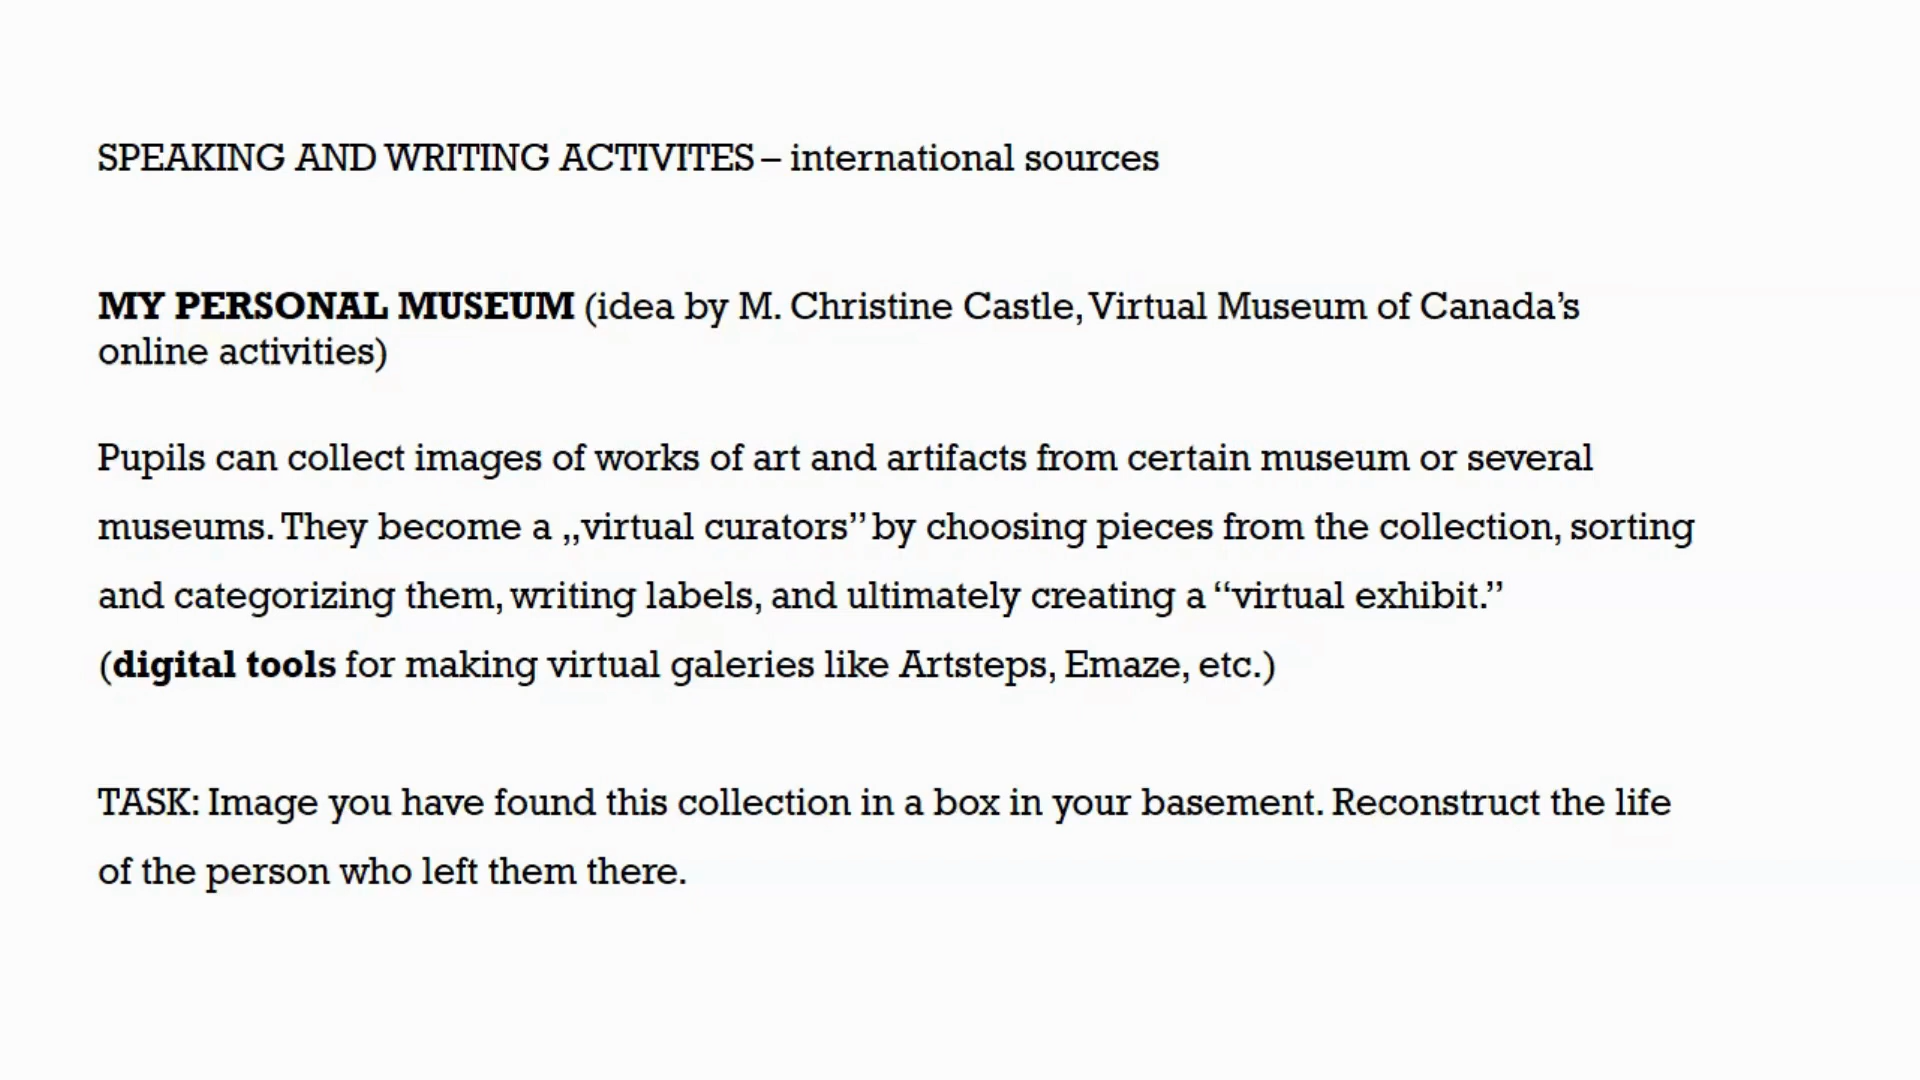 SPEAKING AND WRITING ACTIVITES – international sources
MY PERSONAL MUSEUM (idea by M. Christine Castle, Virtual Museum of Canada’s
online activities)
Pupils can collect images of works of art and artifacts from certain museum or several
museums. They become a ,,virtual curators’’ by choosing pieces from the collection, sorting
and categorizing them, writing labels, and ultimately creating a “virtual exhibit.”
(digital tools for making virtual galeries like Artsteps, Emaze, etc.)
TASK: Image you have found this collection in a box in your basement. Reconstruct the life
of the person who left them there.